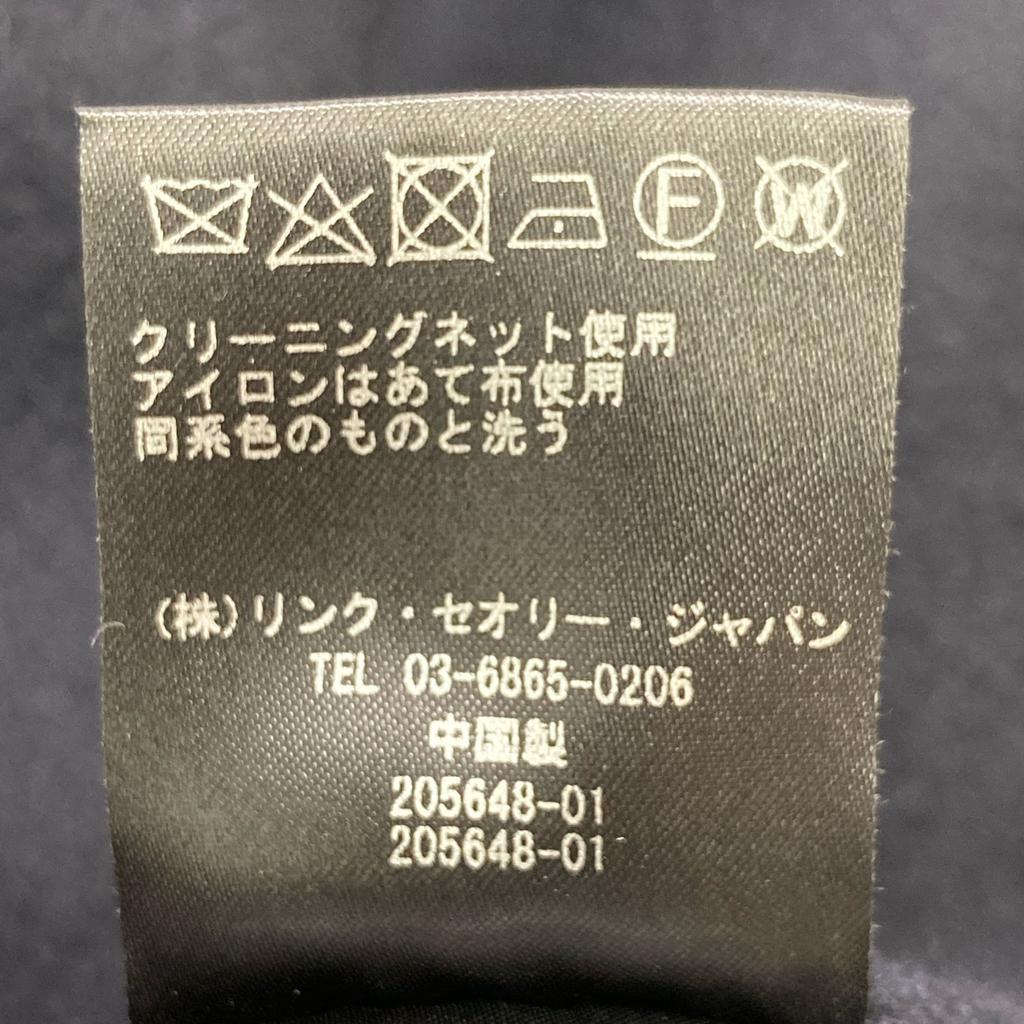 F W
クリーニングネット使用
アイロンはあて布使用
同系色のものと洗う
(株)リンク・セオリー・ジャパン
TEL 03-6865-0206
中国製
205648-01
205648-01